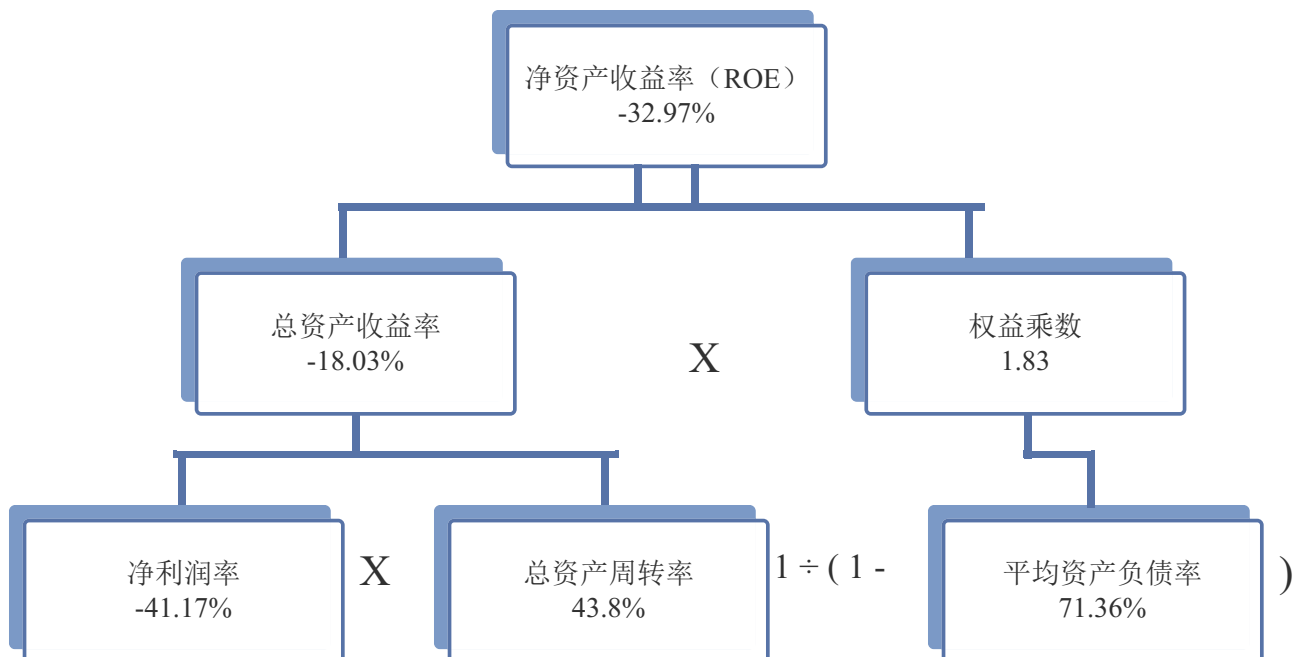 净资产收益率（ROE）
-32.97%
总资产收益率
-18.03%
X
权益乘数
1.83
净利润率
-41.17%
X
总资产周转率
43.8%
1 ÷ ( 1 -
平均资产负债率
71.36%
)